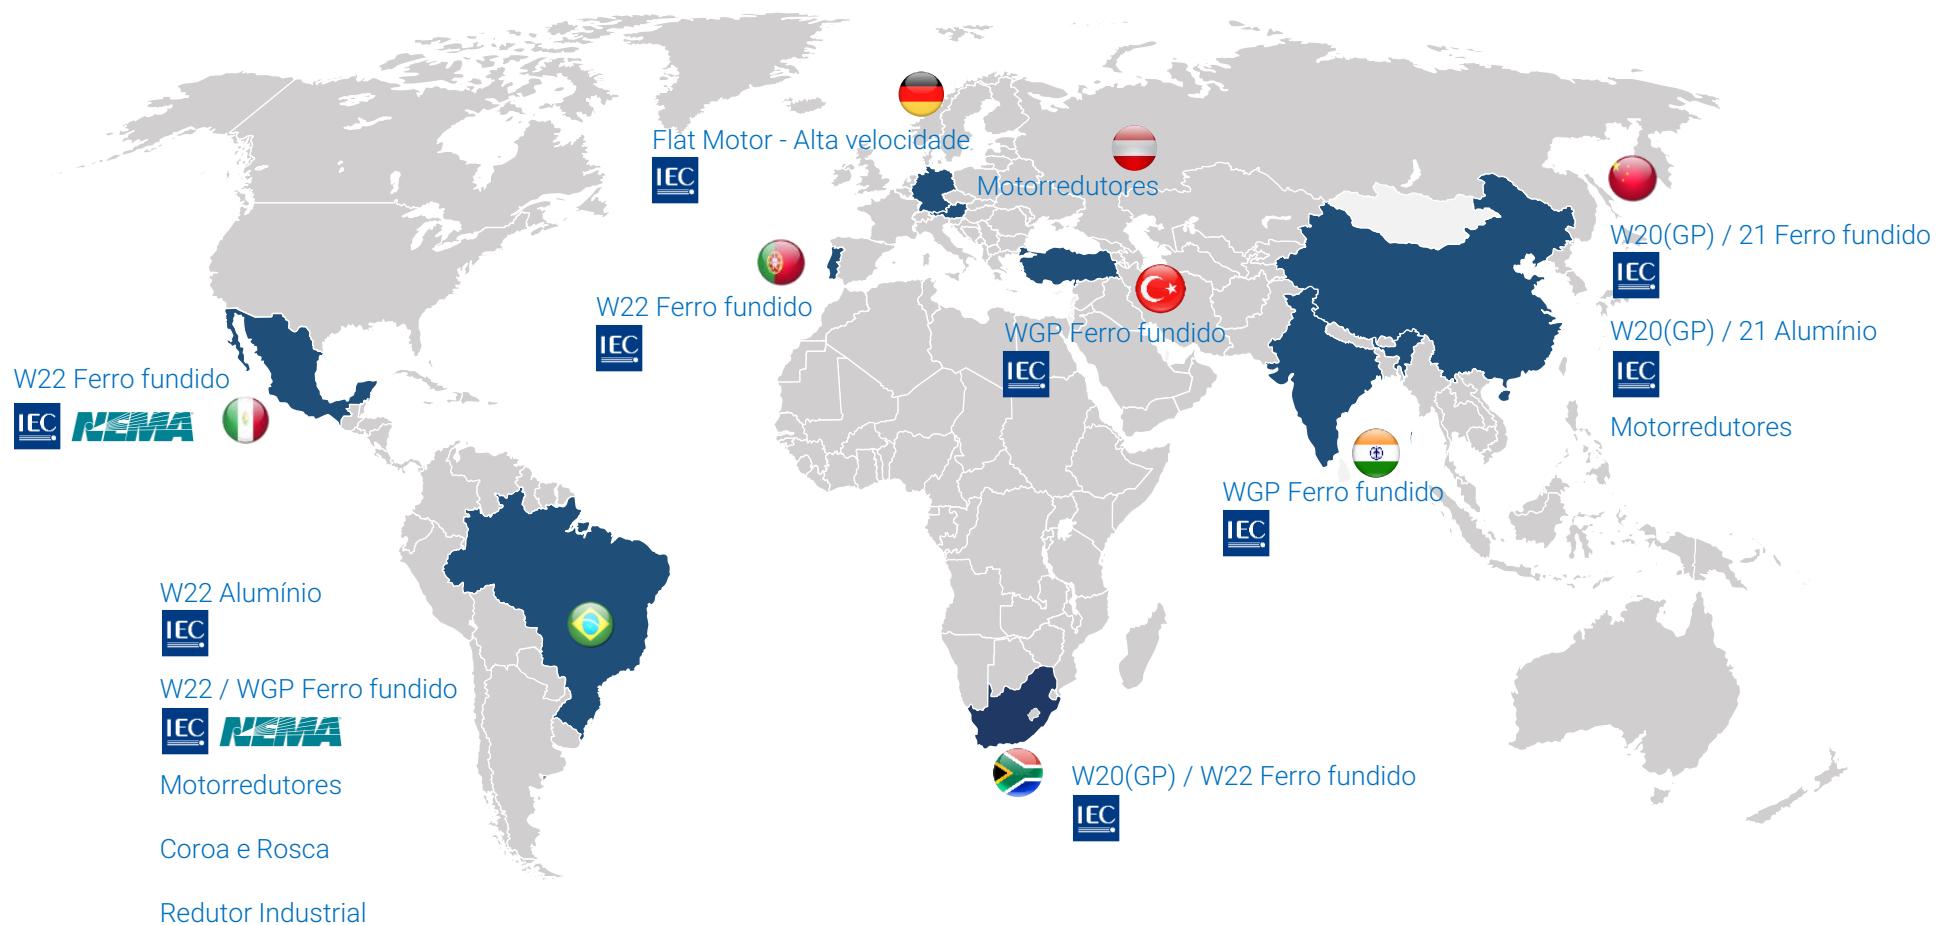 Flat Motor - Alta velocidade
IEC
Motorredutores
W20(GP) / 21 Ferro fundido
IEC
W20(GP) / 21 Alumínio
IEC
Motorredutores
W22 Ferro fundido
IEC
WGP Ferro fundido
IEC
W22 Ferro fundido
IEC NEMA
WGP Ferro fundido
IEC
W22 Alumínio
IEC
W22 / WGP Ferro fundido
IEC NEMA
Motorredutores
Coroa e Rosca
Redutor Industrial
W20(GP) / W22 Ferro fundido
IEC